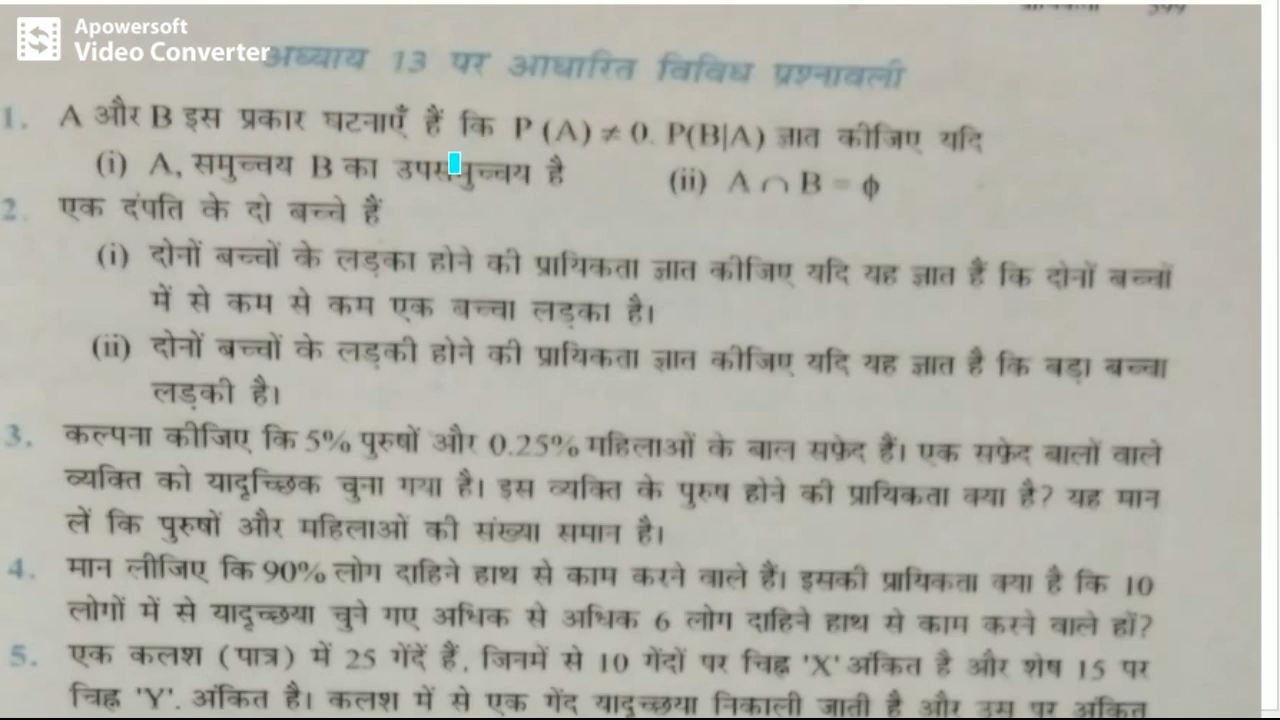 Apowersoft
Video Converter
399
अध्याय 13 पर आधारित विविध प्रश्नावली
1. A और B इस प्रकार घटनाएँ हैं कि P (A) ≠ 0. P(B|A) ज्ञात कीजिए यदि
(i) A, समुच्चय B का उपसमुच्चय है (ii) A ∩ B = ϕ
2. एक दंपति के दो बच्चे हैं
(i) दोनों बच्चों के लड़का होने की प्रायिकता ज्ञात कीजिए यदि यह ज्ञात हैं कि दोनों बच्चों
में से कम से कम एक बच्चा लड़का है।
(ii) दोनों बच्चों के लड़की होने की प्रायिकता ज्ञात कीजिए यदि यह ज्ञात है कि बड़ा बच्चा
लड़की है।
3. कल्पना कीजिए कि 5% पुरुषों और 0.25% महिलाओं के बाल सफ़ेद हैं। एक सफ़ेद बालों वाले
व्यक्ति को यादृच्छिक चुना गया है। इस व्यक्ति के पुरुष होने की प्रायिकता क्या है? यह मान
लें कि पुरुषों और महिलाओं की संख्या समान है।
4. मान लीजिए कि 90% लोग दाहिने हाथ से काम करने वाले हैं। इसकी प्रायिकता क्या है कि 10
लोगों में से यादृच्छया चुने गए अधिक से अधिक 6 लोग दाहिने हाथ से काम करने वाले हों?
5. एक कलश (पात्र) में 25 गेंदें हैं, जिनमें से 10 गेंदों पर चिह्न 'X' अंकित है और शेष 15 पर
चिह्न 'Y'. अंकित है। कलश में से एक गेंद यादृच्छया निकाली जाती है और उस पर अंकित